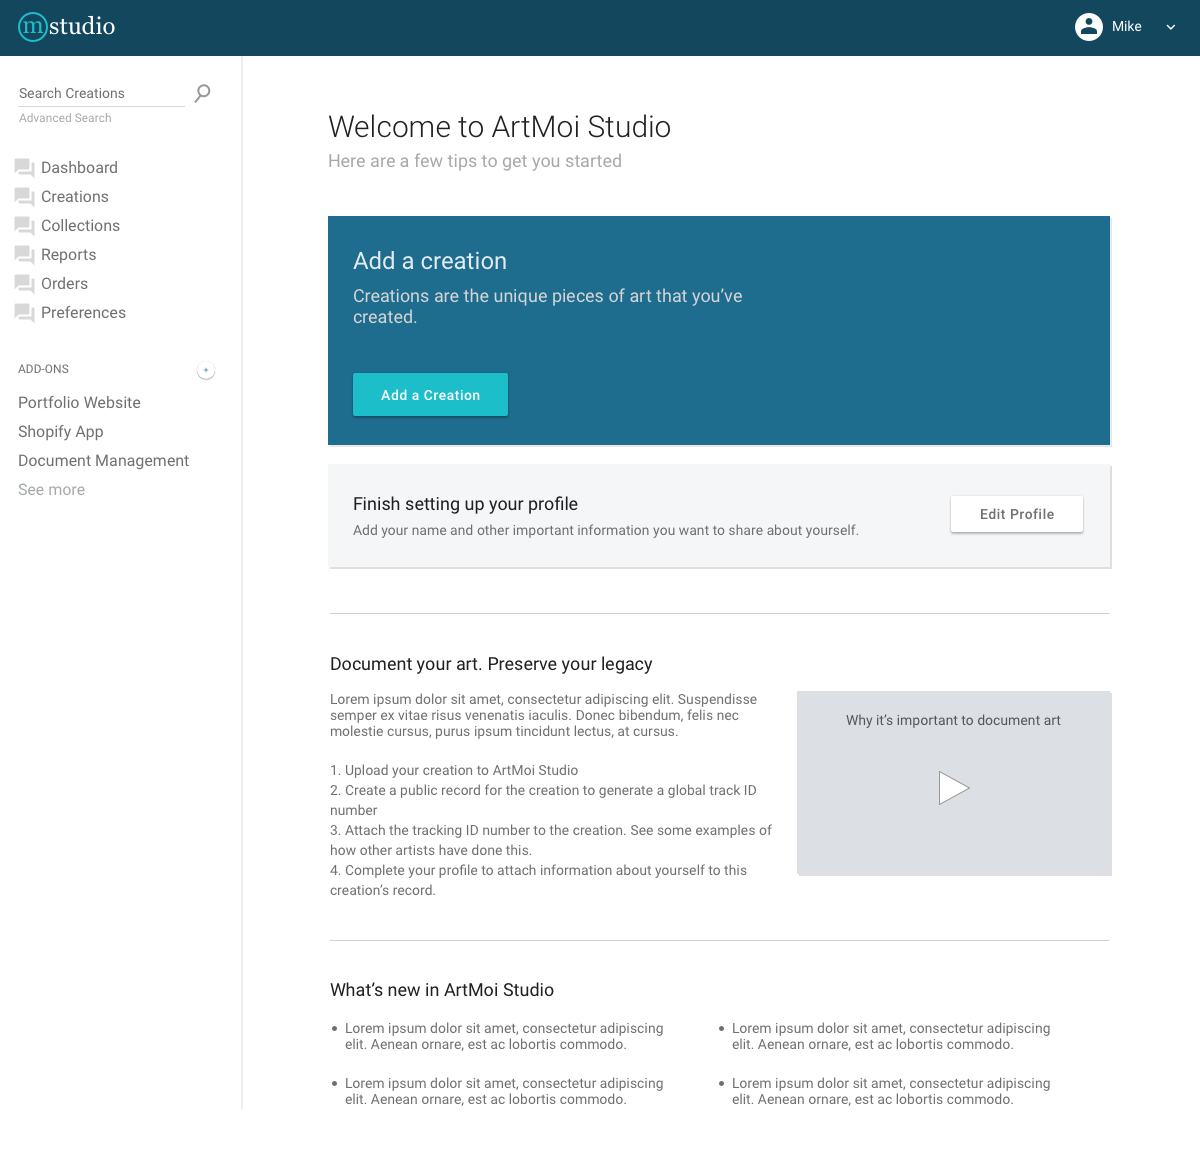 mstudio
Mike
Search Creations
Advanced Search
Dashboard
Creations
Collections
Reports
Orders
Preferences
ADD-ONS
Portfolio Website
Shopify App
Document Management
See more
Welcome to ArtMoi Studio
Here are a few tips to get you started
Add a creation
Creations are the unique pieces of art that you’ve
created.
Add a Creation
Finish setting up your profile
Add your name and other important information you want to share about yourself.
Edit Profile
Document your art. Preserve your legacy
Lorem ipsum dolor sit amet, consectetur adipiscing elit. Suspendisse
semper ex vitae risus venenatis iaculis. Donec bibendum, felis nec
molestie cursus, purus ipsum tincidunt lectus, at cursus.
1. Upload your creation to ArtMoi Studio
2. Create a public record for the creation to generate a global track ID
number
3. Attach the tracking ID number to the creation. See some examples of
how other artists have done this.
4. Complete your profile to attach information about yourself to this
creation’s record.
Why it’s important to document art
What’s new in ArtMoi Studio
• Lorem ipsum dolor sit amet, consectetur adipiscing
elit. Aenean ornare, est ac lobortis commodo.
• Lorem ipsum dolor sit amet, consectetur adipiscing
elit. Aenean ornare, est ac lobortis commodo.
• Lorem ipsum dolor sit amet, consectetur adipiscing
elit. Aenean ornare, est ac lobortis commodo.
• Lorem ipsum dolor sit amet, consectetur adipiscing
elit. Aenean ornare, est ac lobortis commodo.